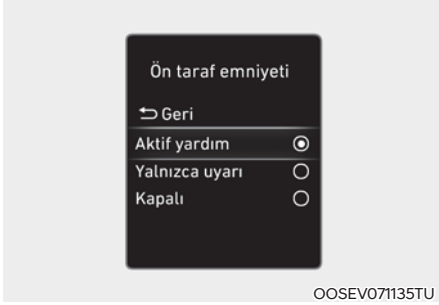 Ön taraf emniyeti
⮌ Geri
Aktif yardım
Yalnızca uyarı
Kapalı
OOSEV071135TU